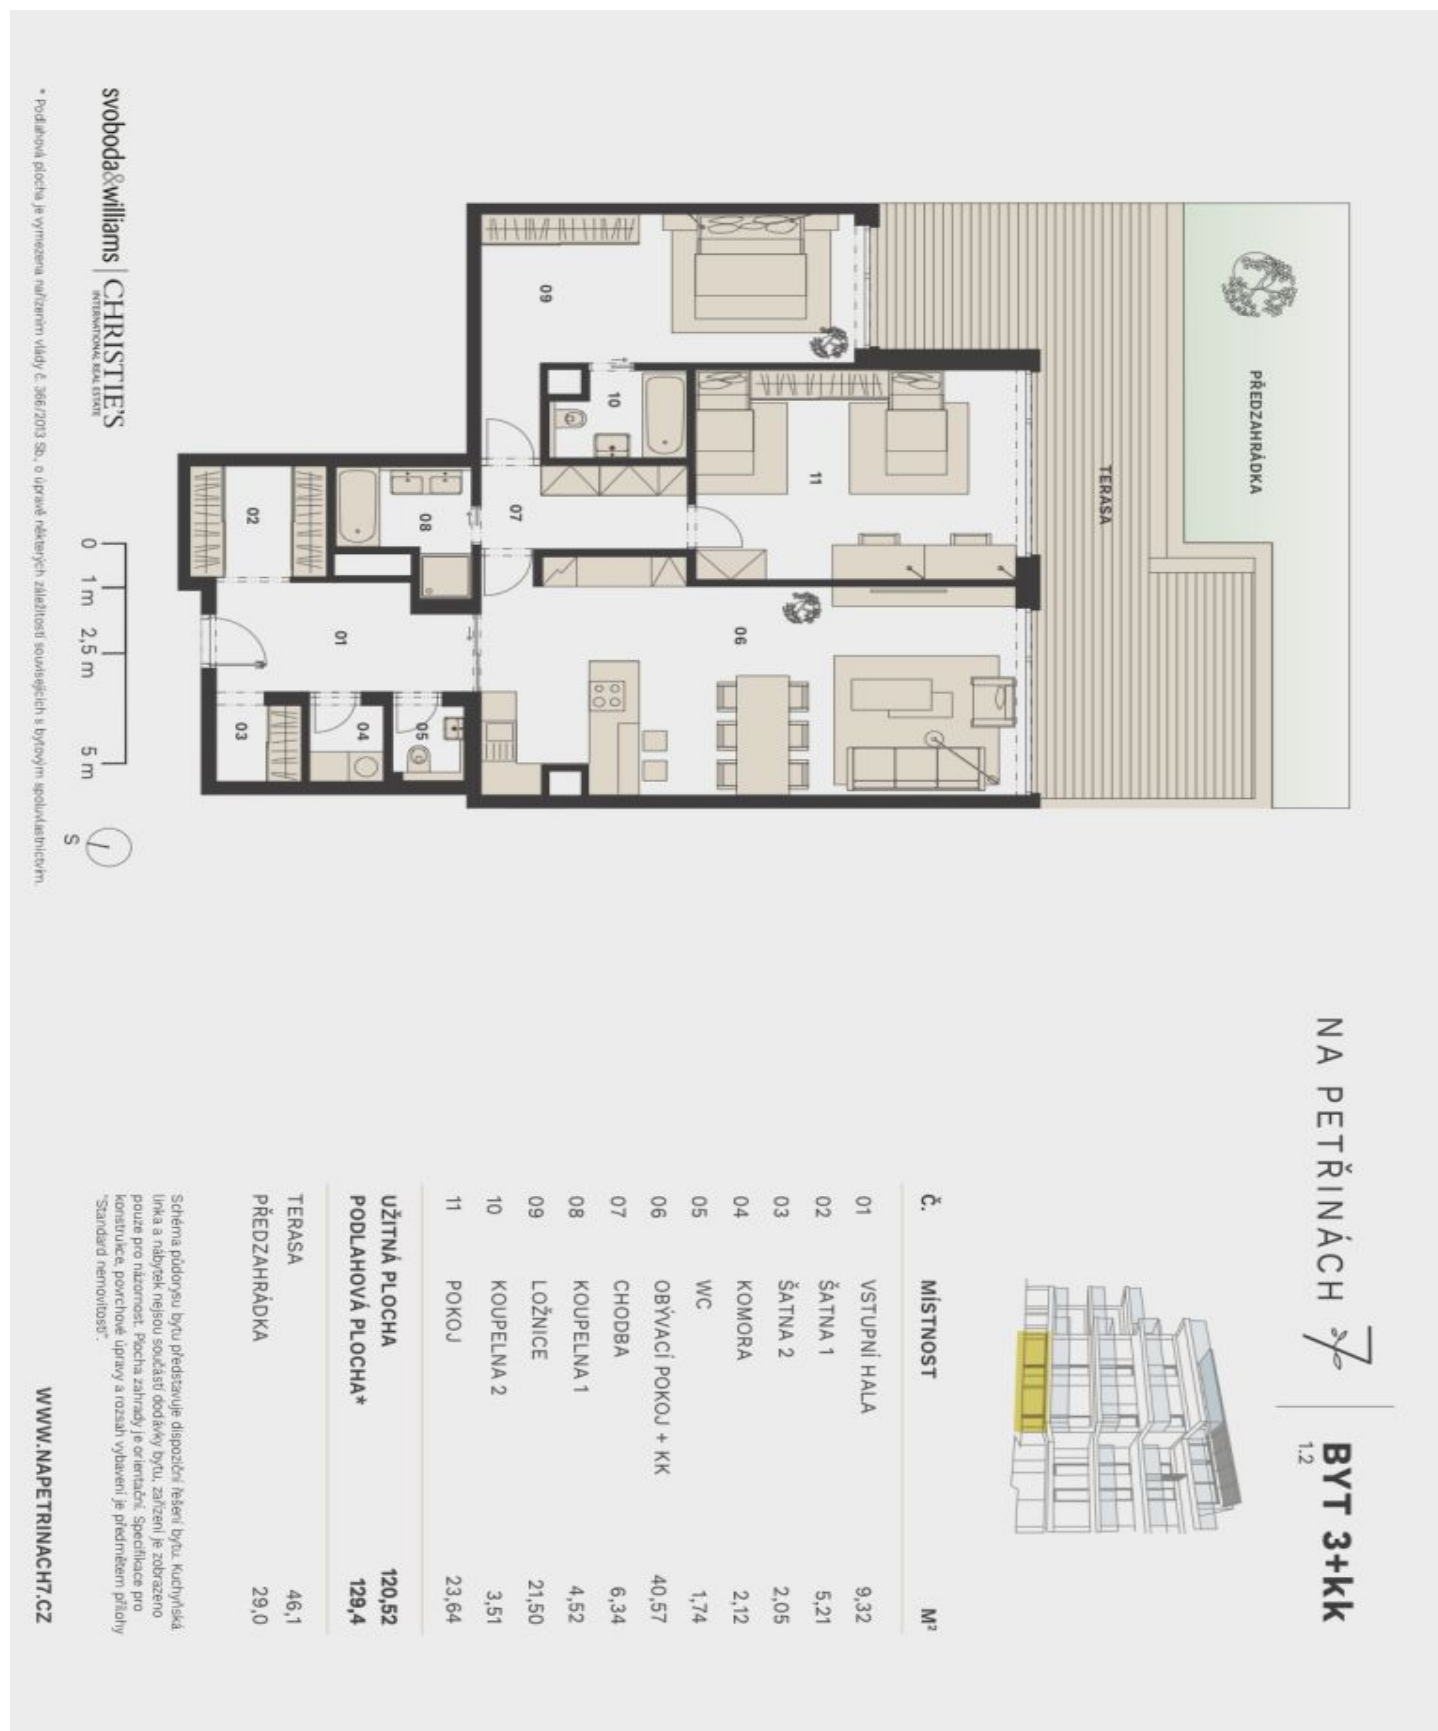 NA PETŘINÁCH 7
BYT 3+kk
1.2
PŘEDZAHRÁDKA
TERASA
09
10
11
07
08
02
06
01
03
04
05
Č. MÍSTNOST M²
01 VSTUPNÍ HALA 9,32
02 ŠATNA 1 5,21
03 ŠATNA 2 2,05
04 KOMORA 2,12
05 WC 1,74
06 OBÝVACÍ POKOJ + KK 40,57
07 CHODBA 6,34
08 KOUPELNA 1 4,52
09 LOŽNICE 21,50
10 KOUPELNA 2 3,51
11 POKOJ 23,64
UŽITNÁ PLOCHA 120,52
PODLAHOVÁ PLOCHA* 129,4
TERASA 46,1
PŘEDZAHRÁDKA 29,0
Schéma půdorysu bytu představuje dispoziční řešení bytu. Kuchyňská
linka a nábytek nejsou součástí dodávky bytu, zařízení je zobrazeno
pouze pro názornost. Plocha zahrady je orientační. Specifikace pro
konstrukce, povrchové úpravy a rozsah vybavení je předmětem přílohy
"Standard nemovitosti".
svoboda&williams | CHRISTIE'S
INTERNATIONAL REAL ESTATE
0 1 m 2,5 m 5 m
S
* Podlahová plocha je vymezena nařízením vlády č. 366/2013 Sb., o úpravě některých záležitostí souvisejících s bytovým spoluvlastnictvím.
WWW.NAPETRINACH7.CZ